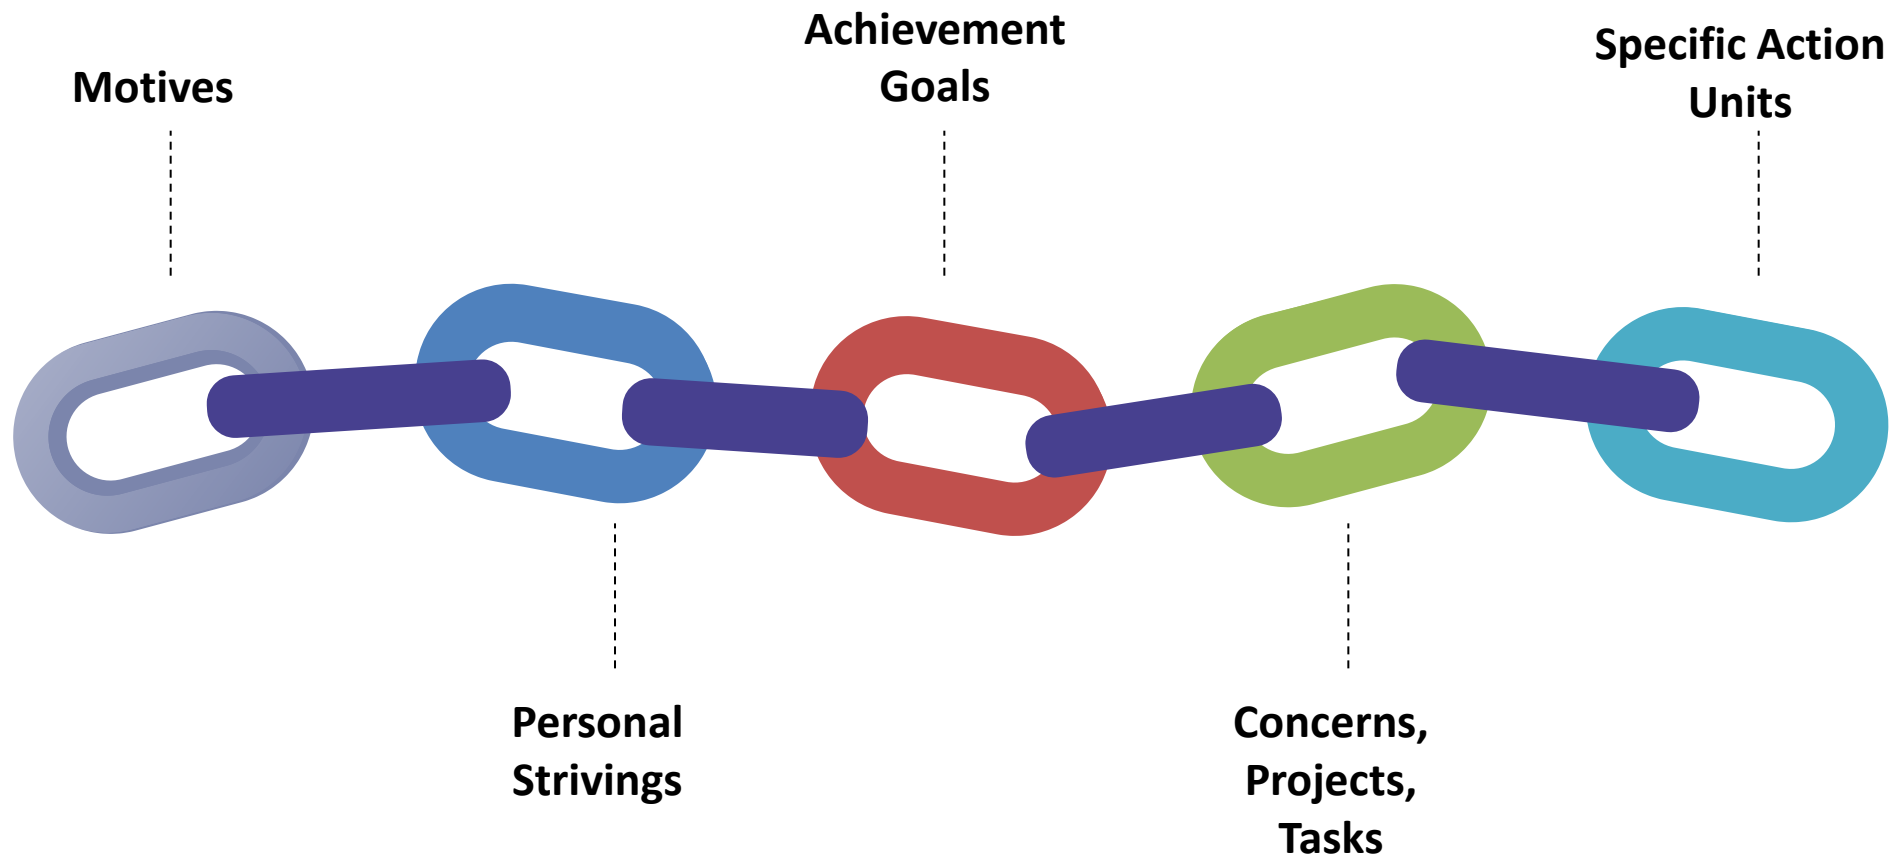 Motives
Achievement
Goals
Specific Action
Units
Personal
Strivings
Concerns,
Projects,
Tasks